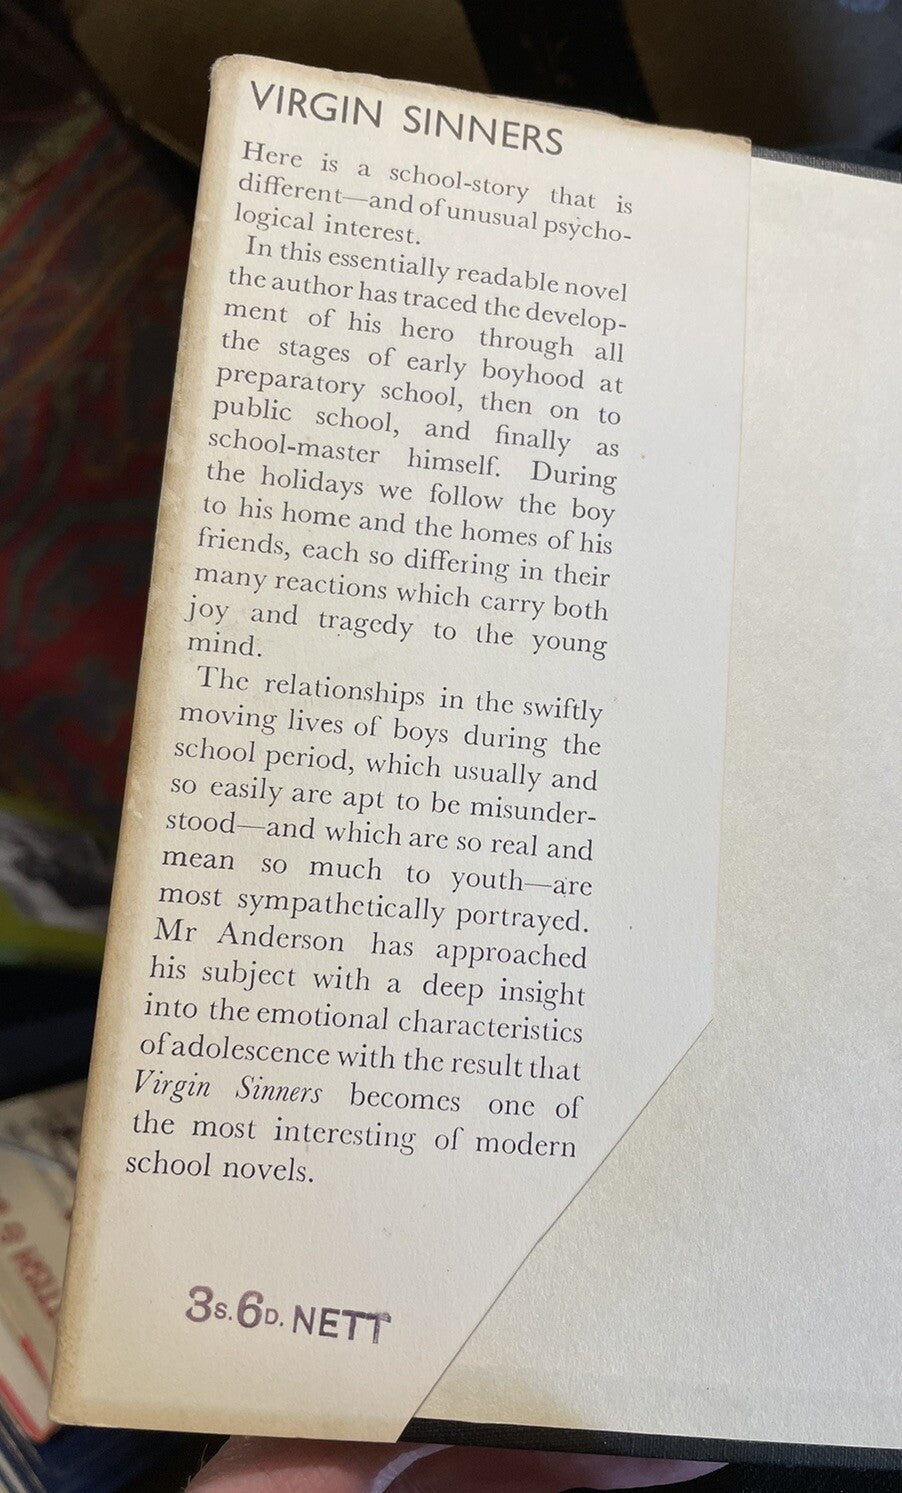 VIRGIN SINNERS
Here is a school-story that is
different—and of unusual psycho-
logical interest.
In this essentially readable novel
the author has traced the develop-
ment of his hero through all
the stages of early boyhood at
preparatory school, then on to
public school, and finally as
school-master himself. During
the holidays we follow the boy
to his home and the homes of his
friends, each so differing in their
many reactions which carry both
joy and tragedy to the young
mind.
The relationships in the swiftly
moving lives of boys during the
school period, which usually and
so easily are apt to be misunder-
stood—and which are so real and
mean so much to youth—are
most sympathetically portrayed.
Mr Anderson has approached
his subject with a deep insight
into the emotional characteristics
of adolescence with the result that
Virgin Sinners becomes one of
the most interesting of modern
school novels.
3s. 6D. NETT